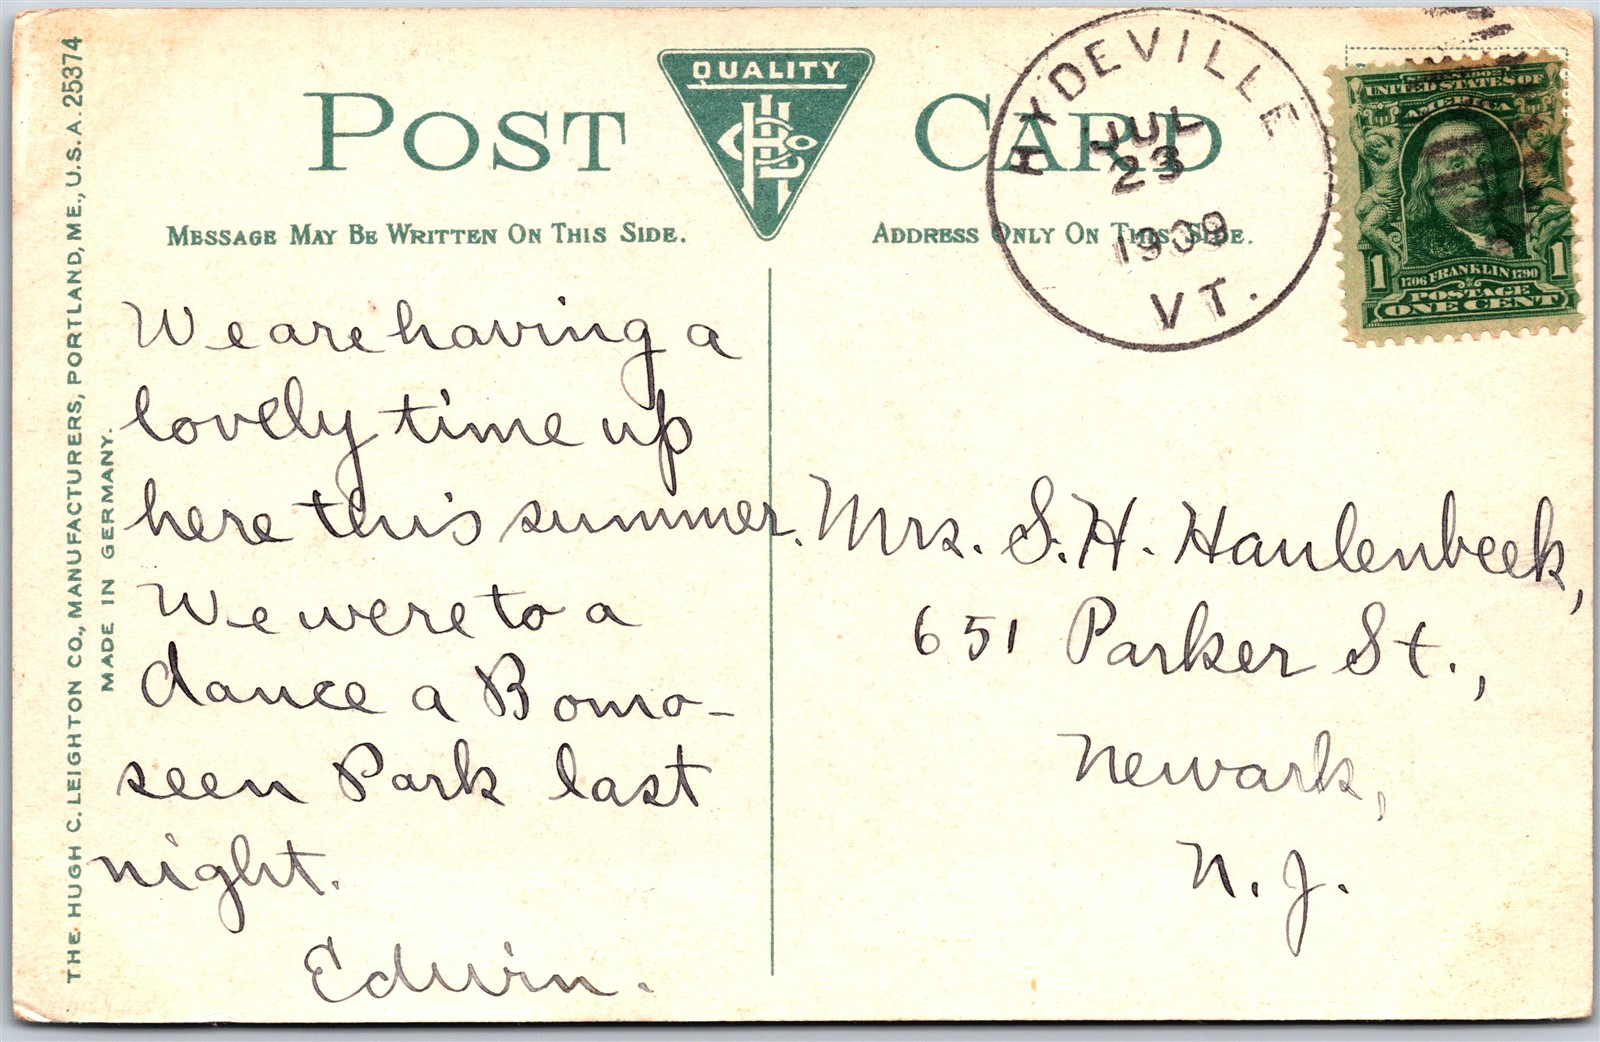 THE HUGH C. LEIGHTON CO., MANUFACTURERS, PORTLAND, ME., U.S.A. 25374
MADE IN GERMANY.
POST CARD
QUALITY
MESSAGE MAY BE WRITTEN ON THIS SIDE.
ADDRESS ONLY ON THIS SIDE.
HYDEVILLE
JUL
23
1909
VT.
UNITED STATES OF
AMERICA
1 1
1706 FRANKLIN 1790
POSTAGE
ONE CENT
We are having a
lovely time up
here this summer.
We were to a
dance a Bomo-
seen Park last
night.
Edwin.
Mrs. S. H. Haulenbeek,
651 Parker St.,
Newark,
N. J.